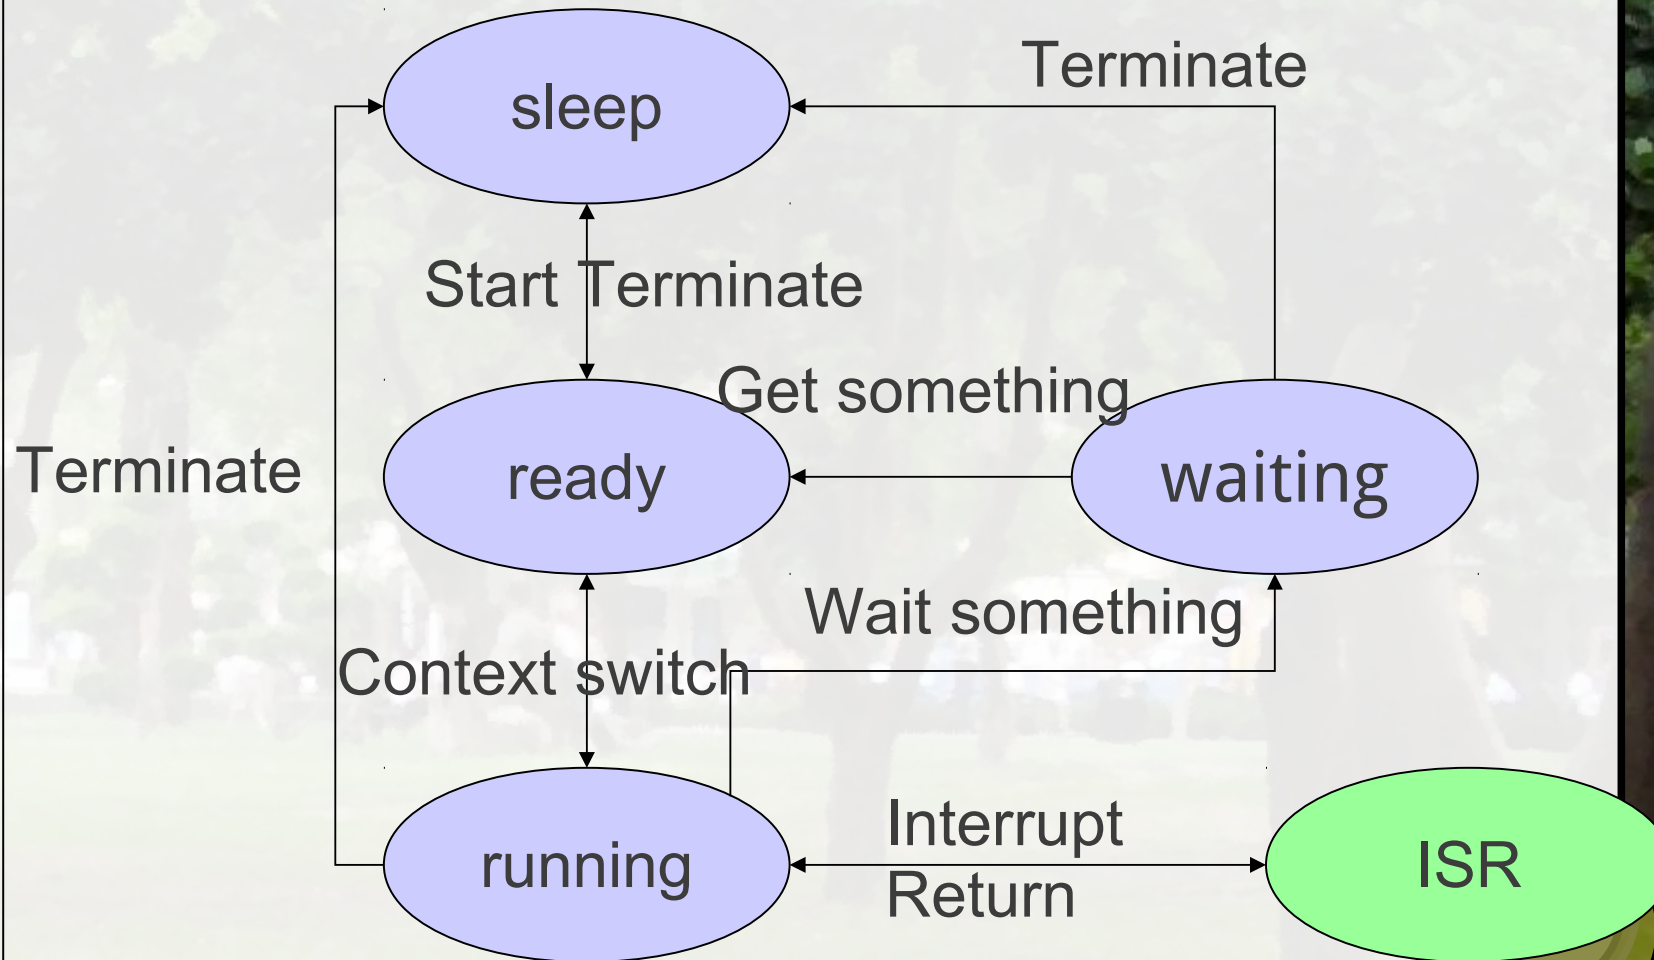 Terminate
sleep
Start Terminate
Get something
Terminate
ready
waiting
Wait something
Context switch
Interrupt
running
ISR
Return